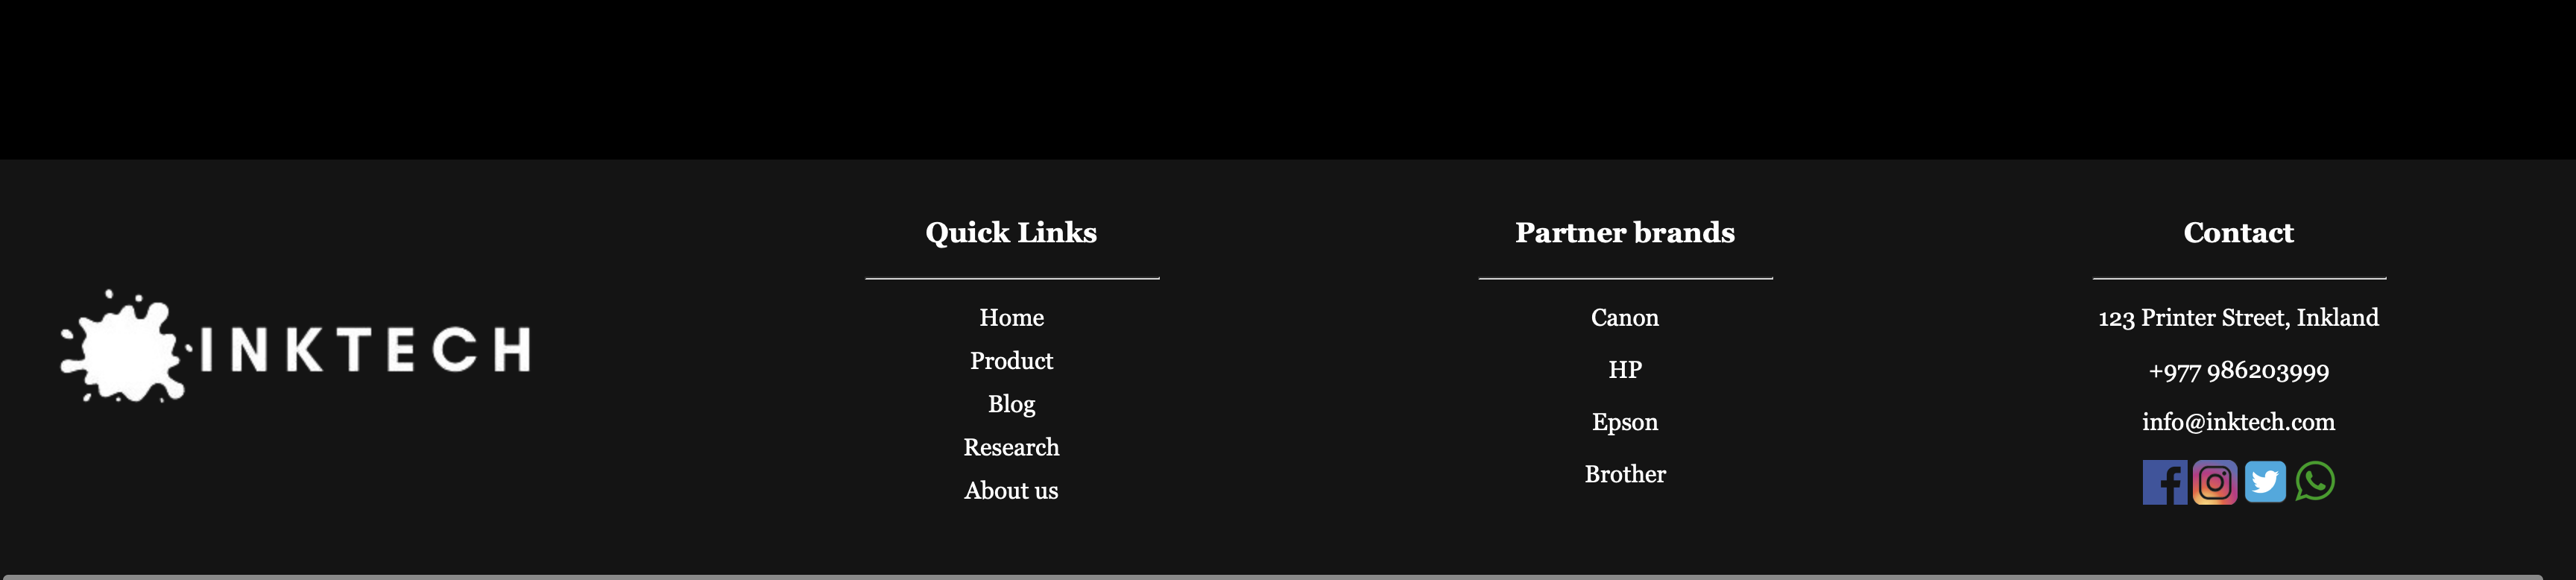 INKTECH
Quick Links
Home
Product
Blog
Research
About us
Partner brands
Canon
HP
Epson
Brother
Contact
123 Printer Street, Inkland
+977 986203999
info@inktech.com